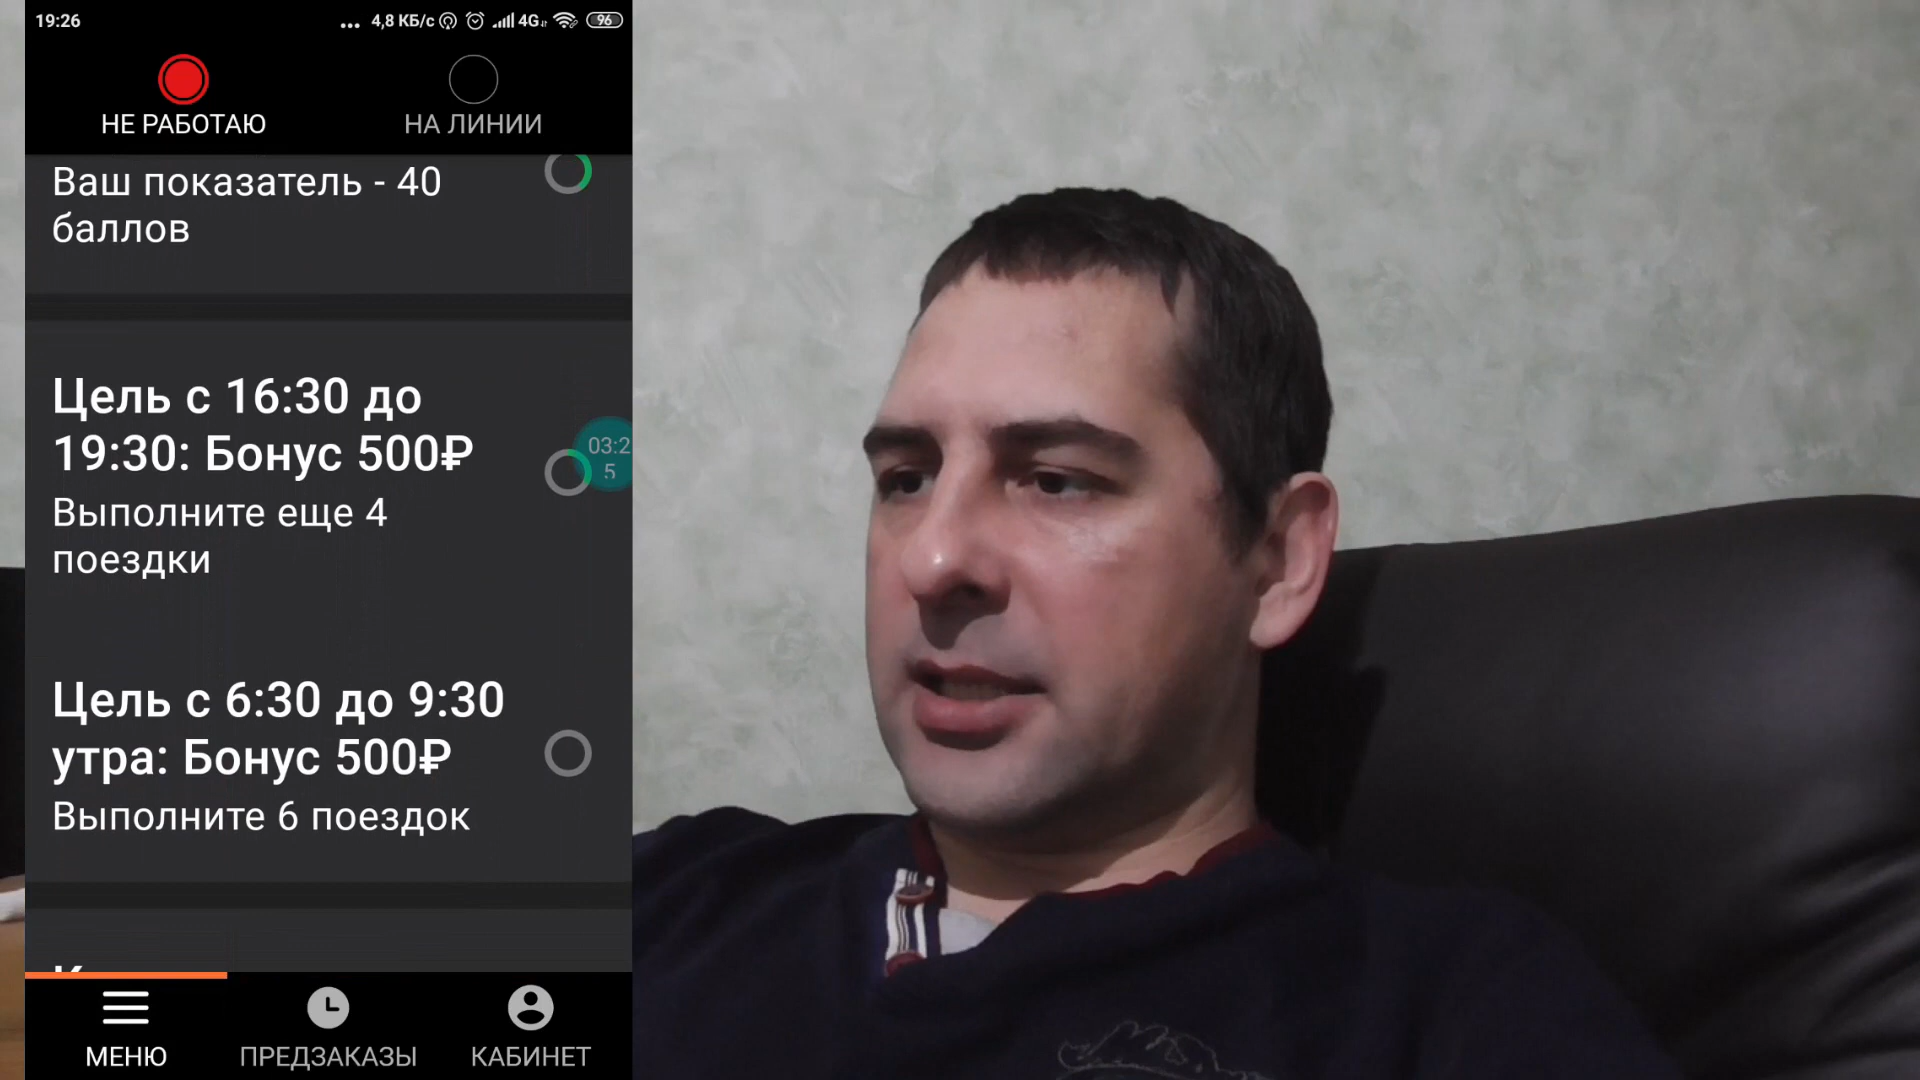 19:26
... 4,8 КБ/с 4G 96
НЕ РАБОТАЮ
НА ЛИНИИ
Ваш показатель - 40
баллов
Цель с 16:30 до
19:30: Бонус 500₽
03:2
5
Выполните еще 4
поездки
Цель с 6:30 до 9:30
утра: Бонус 500₽
Выполните 6 поездок
МЕНЮ
ПРЕДЗАКАЗЫ
КАБИНЕТ